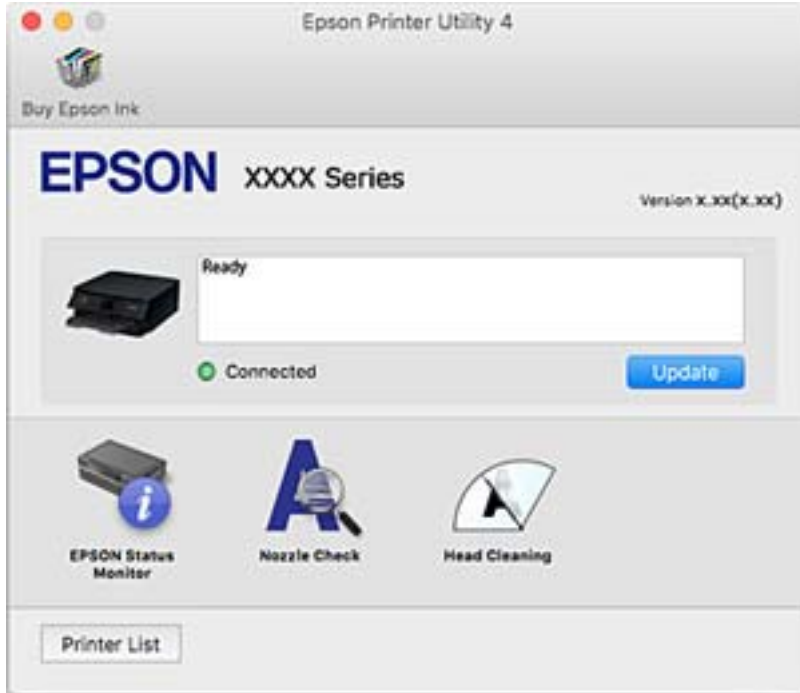 Epson Printer Utility 4
Buy Epson Ink
EPSON XXXX Series
Version X.XX(X.XX)
Ready
Connected
Update
EPSON Status
Monitor
Nozzle Check
Head Cleaning
Printer List